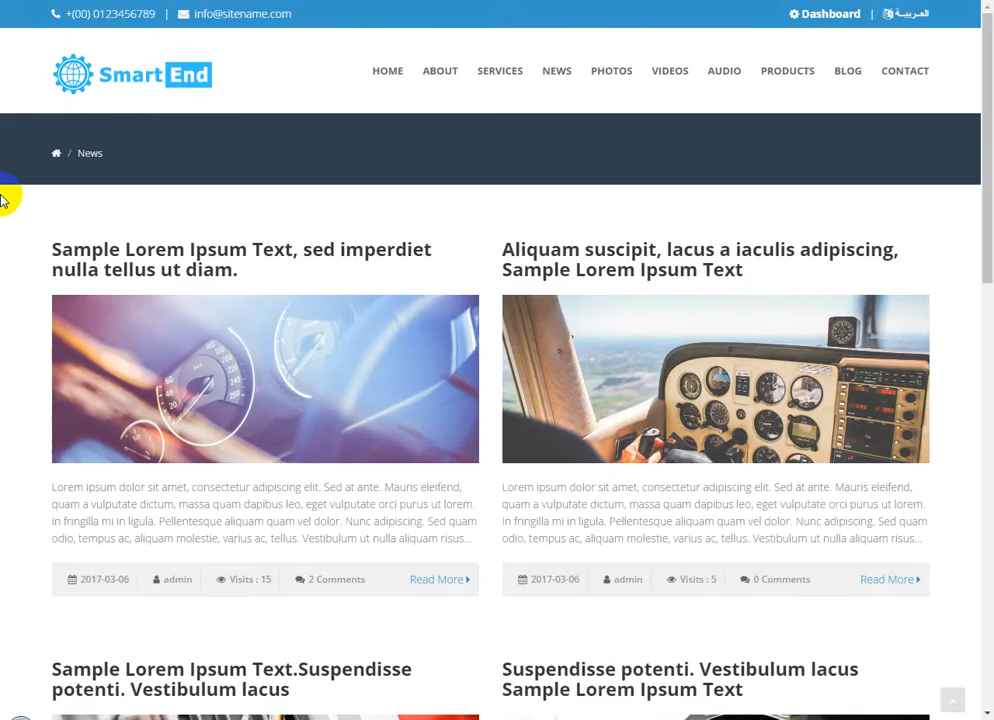 +(00) 0123456789 | info@sitename.com
Dashboard | العربية
Smart End
HOME ABOUT SERVICES NEWS PHOTOS VIDEOS AUDIO PRODUCTS BLOG CONTACT
/ News
Sample Lorem Ipsum Text, sed imperdiet
nulla tellus ut diam.
Lorem ipsum dolor sit amet, consectetur adipiscing elit. Sed at ante. Mauris eleifend,
quam a vulputate dictum, massa quam dapibus leo, eget vulputate orci purus ut lorem.
In fringilla mi in ligula. Pellentesque aliquam quam vel dolor. Nunc adipiscing. Sed quam
odio, tempus ac, aliquam molestie, varius ac, tellus. Vestibulum ut nulla aliquam risus...
2017-03-06 admin Visits : 15 2 Comments Read More
Aliquam suscipit, lacus a iaculis adipiscing,
Sample Lorem Ipsum Text
Lorem ipsum dolor sit amet, consectetur adipiscing elit. Sed at ante. Mauris eleifend,
quam a vulputate dictum, massa quam dapibus leo, eget vulputate orci purus ut lorem.
In fringilla mi in ligula. Pellentesque aliquam quam vel dolor. Nunc adipiscing. Sed quam
odio, tempus ac, aliquam molestie, varius ac, tellus. Vestibulum ut nulla aliquam risus...
2017-03-06 admin Visits : 5 0 Comments Read More
Sample Lorem Ipsum Text.Suspendisse
potenti. Vestibulum lacus
Suspendisse potenti. Vestibulum lacus
Sample Lorem Ipsum Text